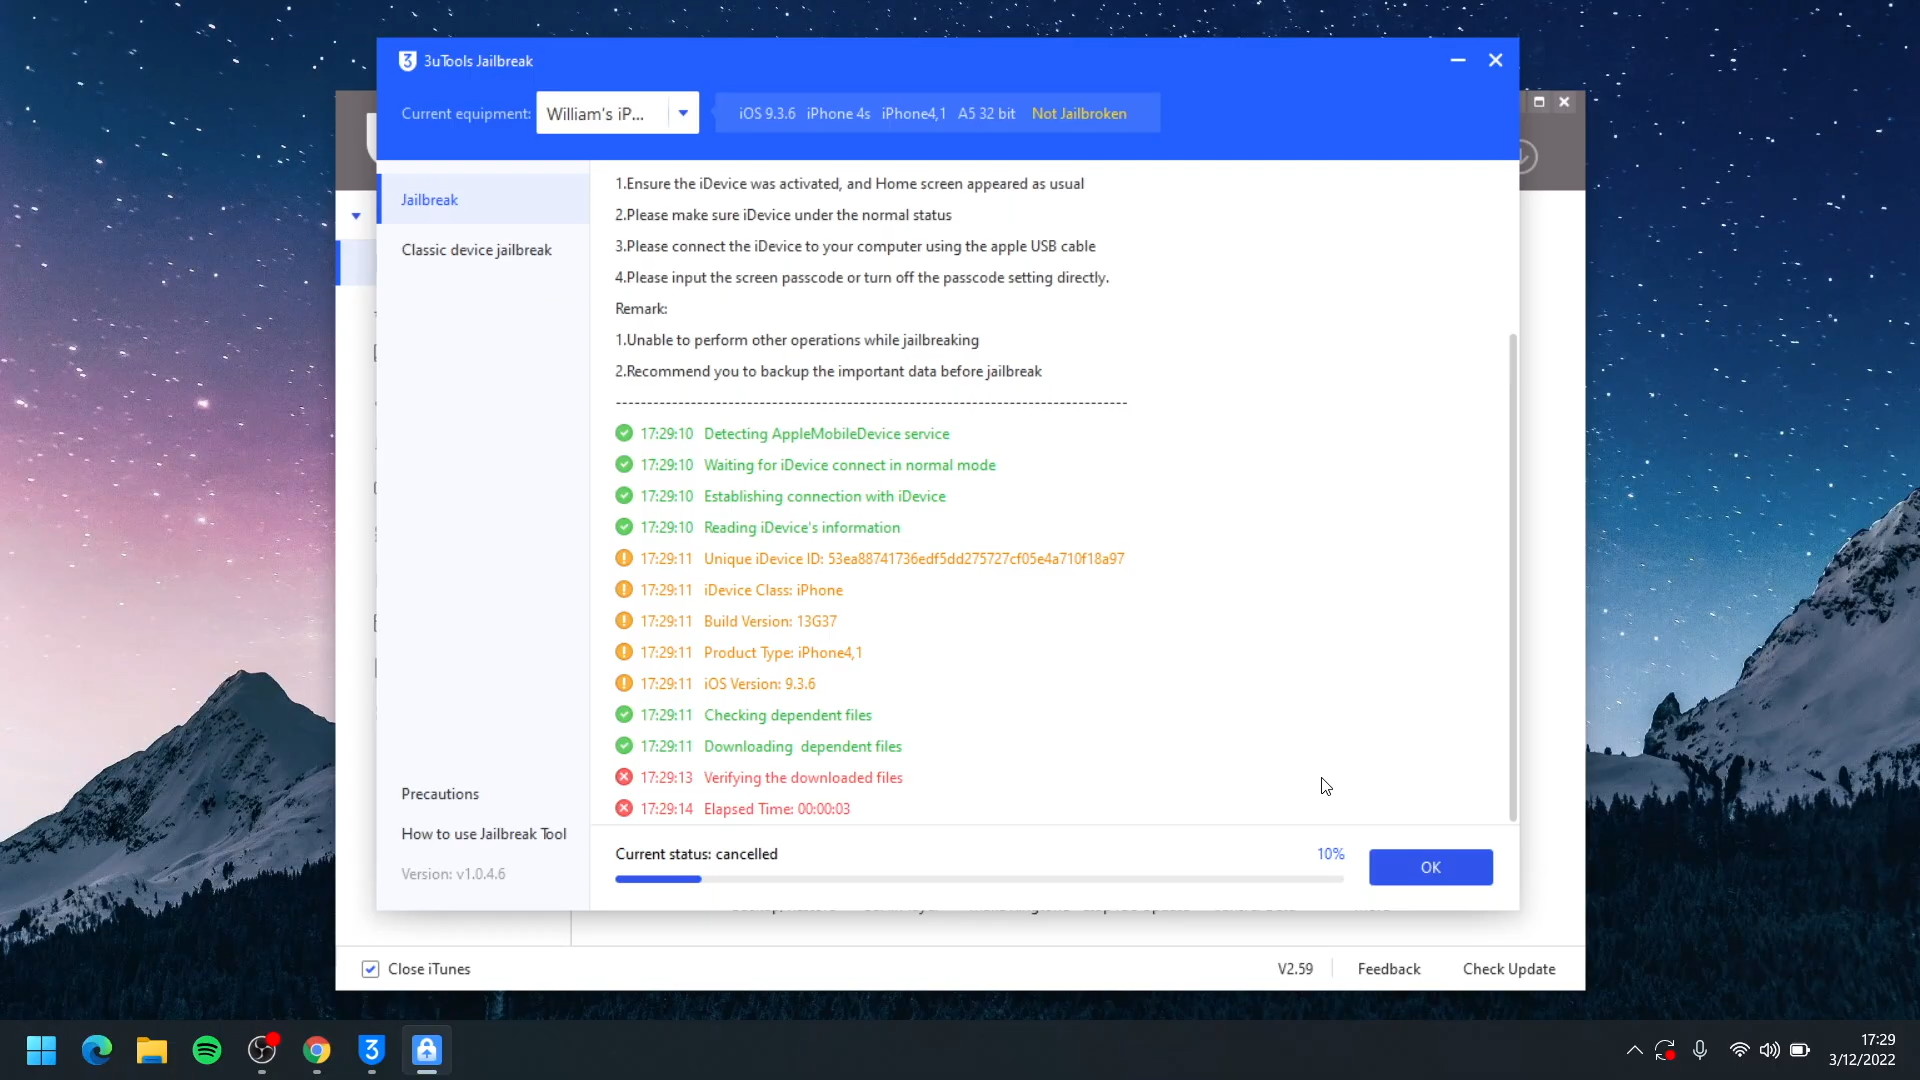 3uTools Jailbreak
Current equipment: William's iP... iOS 9.3.6 iPhone 4s iPhone4,1 A5 32 bit Not Jailbroken
Jailbreak
Classic device jailbreak
1.Ensure the iDevice was activated, and Home screen appeared as usual
2.Please make sure iDevice under the normal status
3.Please connect the iDevice to your computer using the apple USB cable
4.Please input the screen passcode or turn off the passcode setting directly.
Remark:
1.Unable to perform other operations while jailbreaking
2.Recommend you to backup the important data before jailbreak
--------------------------------------------------------------------------------
17:29:10 Detecting AppleMobileDevice service
17:29:10 Waiting for iDevice connect in normal mode
17:29:10 Establishing connection with iDevice
17:29:10 Reading iDevice's information
17:29:11 Unique iDevice ID: 53ea88741736edf5dd275727cf05e4a710f18a97
17:29:11 iDevice Class: iPhone
17:29:11 Build Version: 13G37
17:29:11 Product Type: iPhone4,1
17:29:11 iOS Version: 9.3.6
17:29:11 Checking dependent files
17:29:11 Downloading  dependent files
17:29:13 Verifying the downloaded files
17:29:14 Elapsed Time: 00:00:03
Precautions
How to use Jailbreak Tool
Version: v1.0.4.6
Current status: cancelled 10%
OK
Close iTunes
V2.59 Feedback Check Update
17:29
3/12/2022